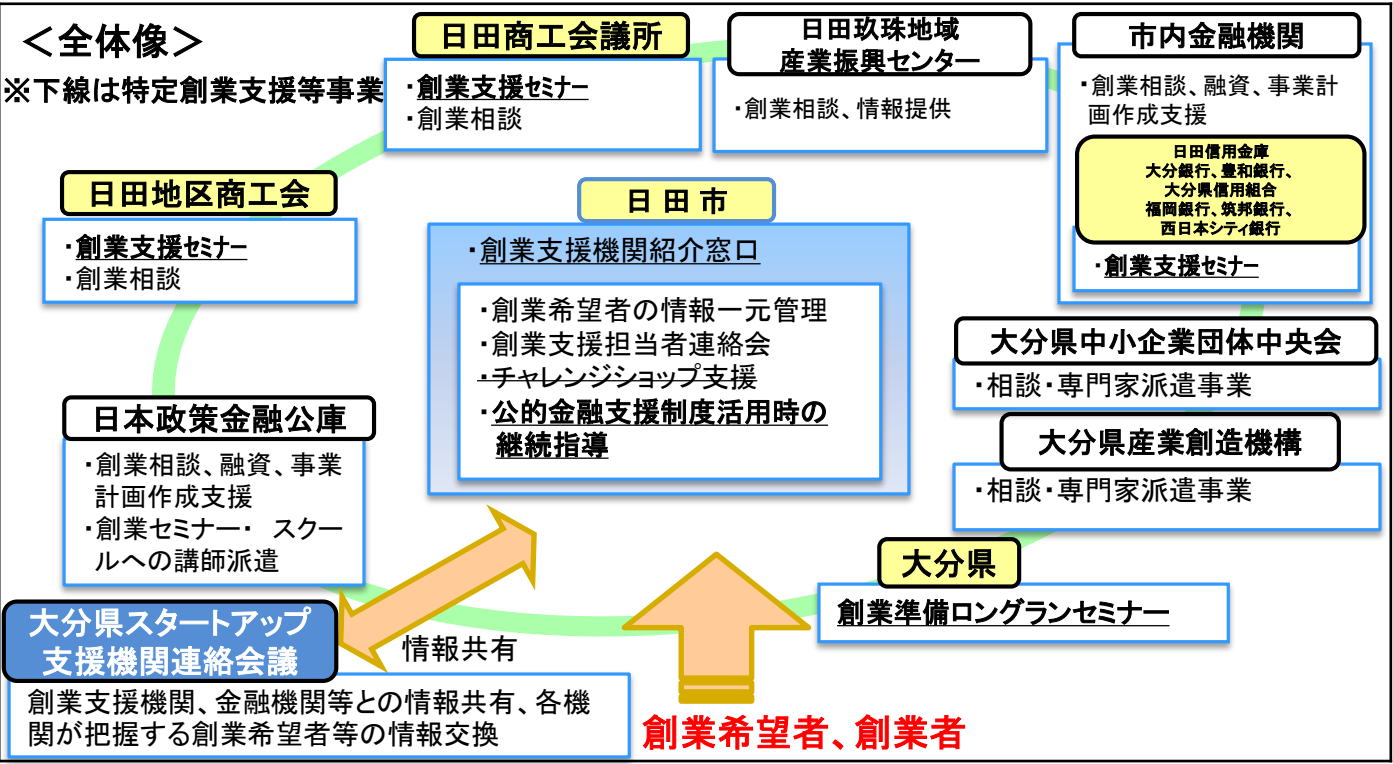 ＜全体像＞
※下線は特定創業支援等事業
日田商工会議所
・創業支援ｾﾐﾅｰ
・創業相談
日田玖珠地域
産業振興センター
・創業相談、情報提供
市内金融機関
・創業相談、融資、事業計
画作成支援
日田信用金庫
大分銀行、豊和銀行、
大分県信用組合
福岡銀行、筑邦銀行、
西日本シティ銀行
・創業支援ｾﾐﾅｰ
日田地区商工会
・創業支援ｾﾐﾅｰ
・創業相談
日田市
・創業支援機関紹介窓口
・創業希望者の情報一元管理
・創業支援担当者連絡会
・チャレンジショップ支援
・公的金融支援制度活用時の
継続指導
大分県中小企業団体中央会
・相談・専門家派遣事業
大分県産業創造機構
・相談・専門家派遣事業
日本政策金融公庫
・創業相談、融資、事業
計画作成支援
・創業セミナー・　スクー
ルへの講師派遣
大分県
創業準備ロングランセミナー
大分県スタートアップ
支援機関連絡会議
情報共有
創業支援機関、金融機関等との情報共有、各機
関が把握する創業希望者等の情報交換
創業希望者、創業者